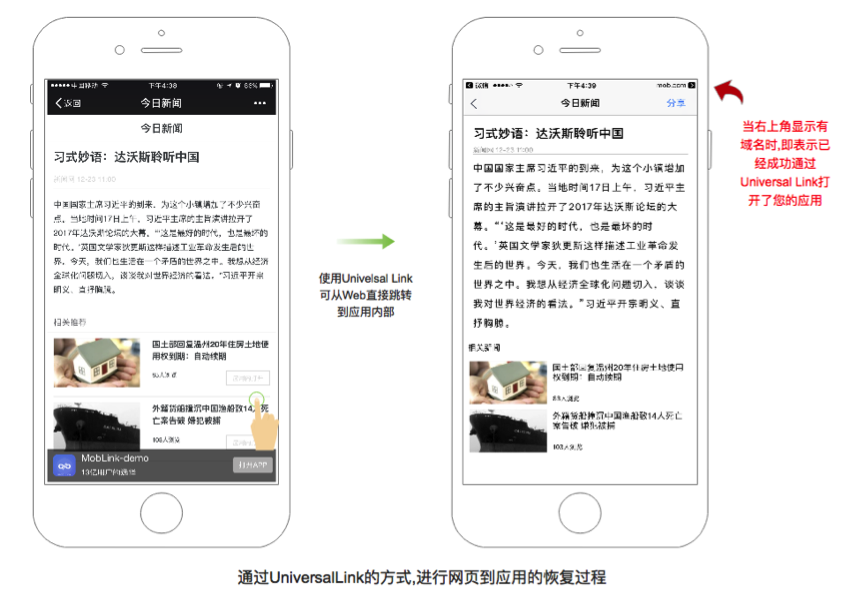 中国移动
下午4:38
66%
返回
今日新闻
今日新闻
习式妙语：达沃斯聆听中国
新闻网 12-23 11:00
中国国家主席习近平的到来，为这个小镇增加了不少兴奋
点。当地时间17日上午，习近平主席的主旨演讲拉开了
2017年达沃斯论坛的大幕。“‘这是最好的时代，也是最坏的
时代。’英国文学家狄更斯这样描述工业革命发生后的世
界。今天，我们也生活在一个矛盾的世界之中。我想从经济
全球化问题切入，谈谈我对世界经济的看法。”习近平开宗
明义、直抒胸臆。
相关推荐
国土部回复温州20年住房土地使
用权到期：自动续期
外籍货船撞沉中国渔船致14人死
亡案告破 嫌犯被捕
MobLink-demo
打开APP
使用Univelsal Link
可从Web直接跳转
到应用内部
微博
下午4:39
mob.com
今日新闻
分享
习式妙语：达沃斯聆听中国
新闻网 12-23 11:00
中国国家主席习近平的到来，为这个小镇增加
了不少兴奋点。当地时间17日上午，习近平主
席的主旨演讲拉开了2017年达沃斯论坛的大
幕。“‘这是最好的时代，也是最坏的时
代。’英国文学家狄更斯这样描述工业革命发
生后的世界。今天，我们也生活在一个矛盾的
世界之中。我想从经济全球化问题切入，谈谈
我对世界经济的看法。”习近平开宗明义、直
抒胸臆。
相关新闻
国土部回复温州20年住房土地使用
权到期：自动续期
外籍货船撞沉中国渔船致14人死亡
案告破 嫌犯被捕
当右上角显示有
域名时,即表示已
经成功通过
Universal Link打
开了您的应用
通过UniversalLink的方式,进行网页到应用的恢复过程